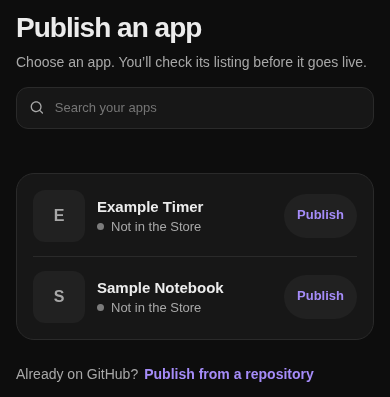 Publish an app
Choose an app. You’ll check its listing before it goes live.
Search your apps
E
Example Timer
Not in the Store
Publish
S
Sample Notebook
Not in the Store
Publish
Already on GitHub? Publish from a repository